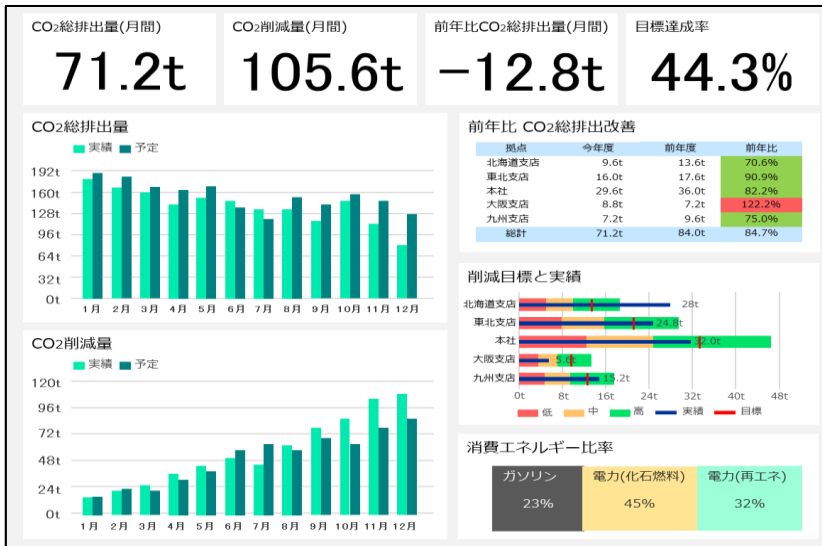 CO2総排出量(月間)
71.2t
CO2削減量(月間)
105.6t
前年比CO2総排出量(月間)
−12.8t
目標達成率
44.3%
CO2総排出量
実績 予定
192t
160t
128t
96t
64t
32t
0t
1月 2月 3月 4月 5月 6月 7月 8月 9月 10月 11月 12月
CO2削減量
実績 予定
120t
96t
72t
48t
24t
0t
1月 2月 3月 4月 5月 6月 7月 8月 9月 10月 11月 12月
前年比 CO2総排出改善
拠点 今年度 前年度 前年比
北海道支店 9.6t 13.6t 70.6%
東北支店 16.0t 17.6t 90.9%
本社 29.6t 36.0t 82.2%
大阪支店 8.8t 7.2t 122.2%
九州支店 7.2t 9.6t 75.0%
総計 71.2t 84.0t 84.7%
削減目標と実績
北海道支店 28t
東北支店 24.8t
本社 32.0t
大阪支店 5.6t
九州支店 15.2t
0t 8t 16t 24t 32t 40t 48t
低 中 高 実績 目標
消費エネルギー比率
ガソリン 電力(化石燃料) 電力(再エネ)
23% 45% 32%